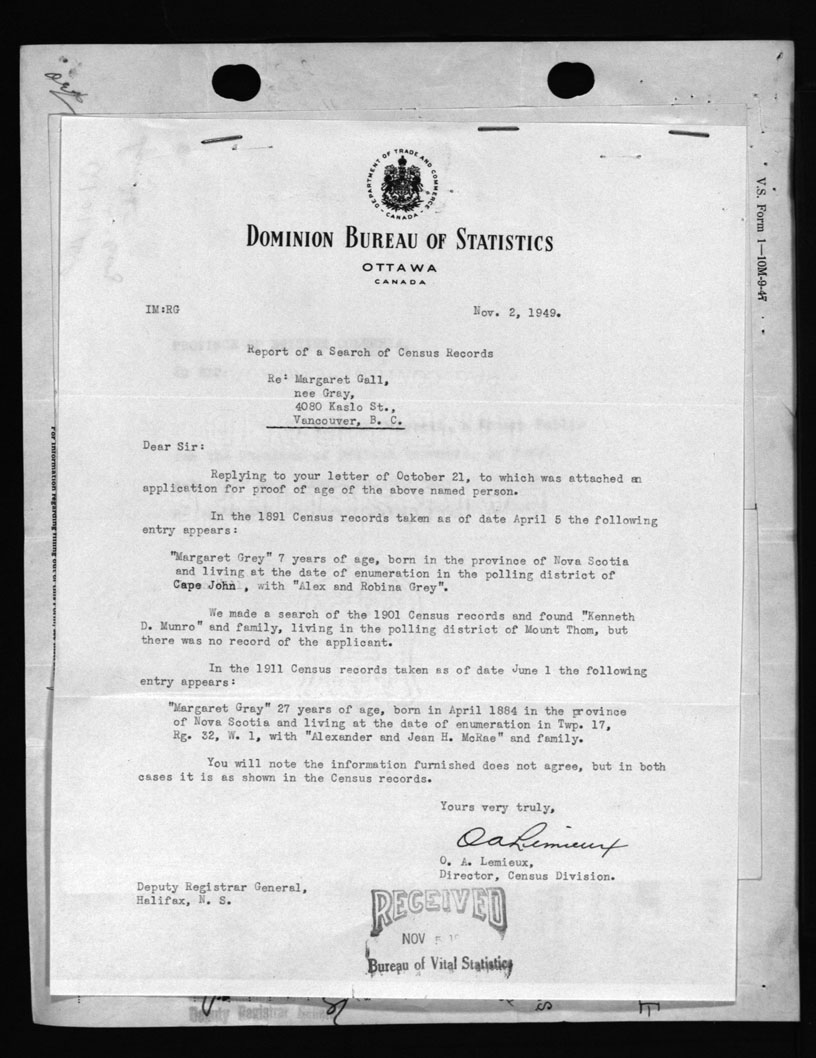 DEPARTMENT OF TRADE AND COMMERCE
- CANADA -
DOMINION BUREAU OF STATISTICS
OTTAWA
CANADA
V.S. Form 1—10M-9-47
IM:RG
Nov. 2, 1949.
Report of a Search of Census Records
Re: Margaret Gall,
nee Gray,
4080 Kaslo St.,
Vancouver, B. C.
Dear Sir:
Replying to your letter of October 21, to which was attached an
application for proof of age of the above named person.
In the 1891 Census records taken as of date April 5 the following
entry appears:
"Margaret Grey" 7 years of age, born in the province of Nova Scotia
and living at the date of enumeration in the polling district of
Cape John, with "Alex and Robina Grey".
We made a search of the 1901 Census records and found "Kenneth
D. Munro" and family, living in the polling district of Mount Thom, but
there was no record of the applicant.
In the 1911 Census records taken as of date June 1 the following
entry appears:
"Margaret Gray" 27 years of age, born in April 1884 in the province
of Nova Scotia and living at the date of enumeration in Twp. 17,
Rg. 32, W. 1, with "Alexander and Jean H. McRae" and family.
You will note the information furnished does not agree, but in both
cases it is as shown in the Census records.
Yours very truly,
O A Lemieux
O. A. Lemieux,
Director, Census Division.
Deputy Registrar General,
Halifax, N. S.
RECEIVED
NOV 5
Bureau of Vital Statistics
Deputy Registrar